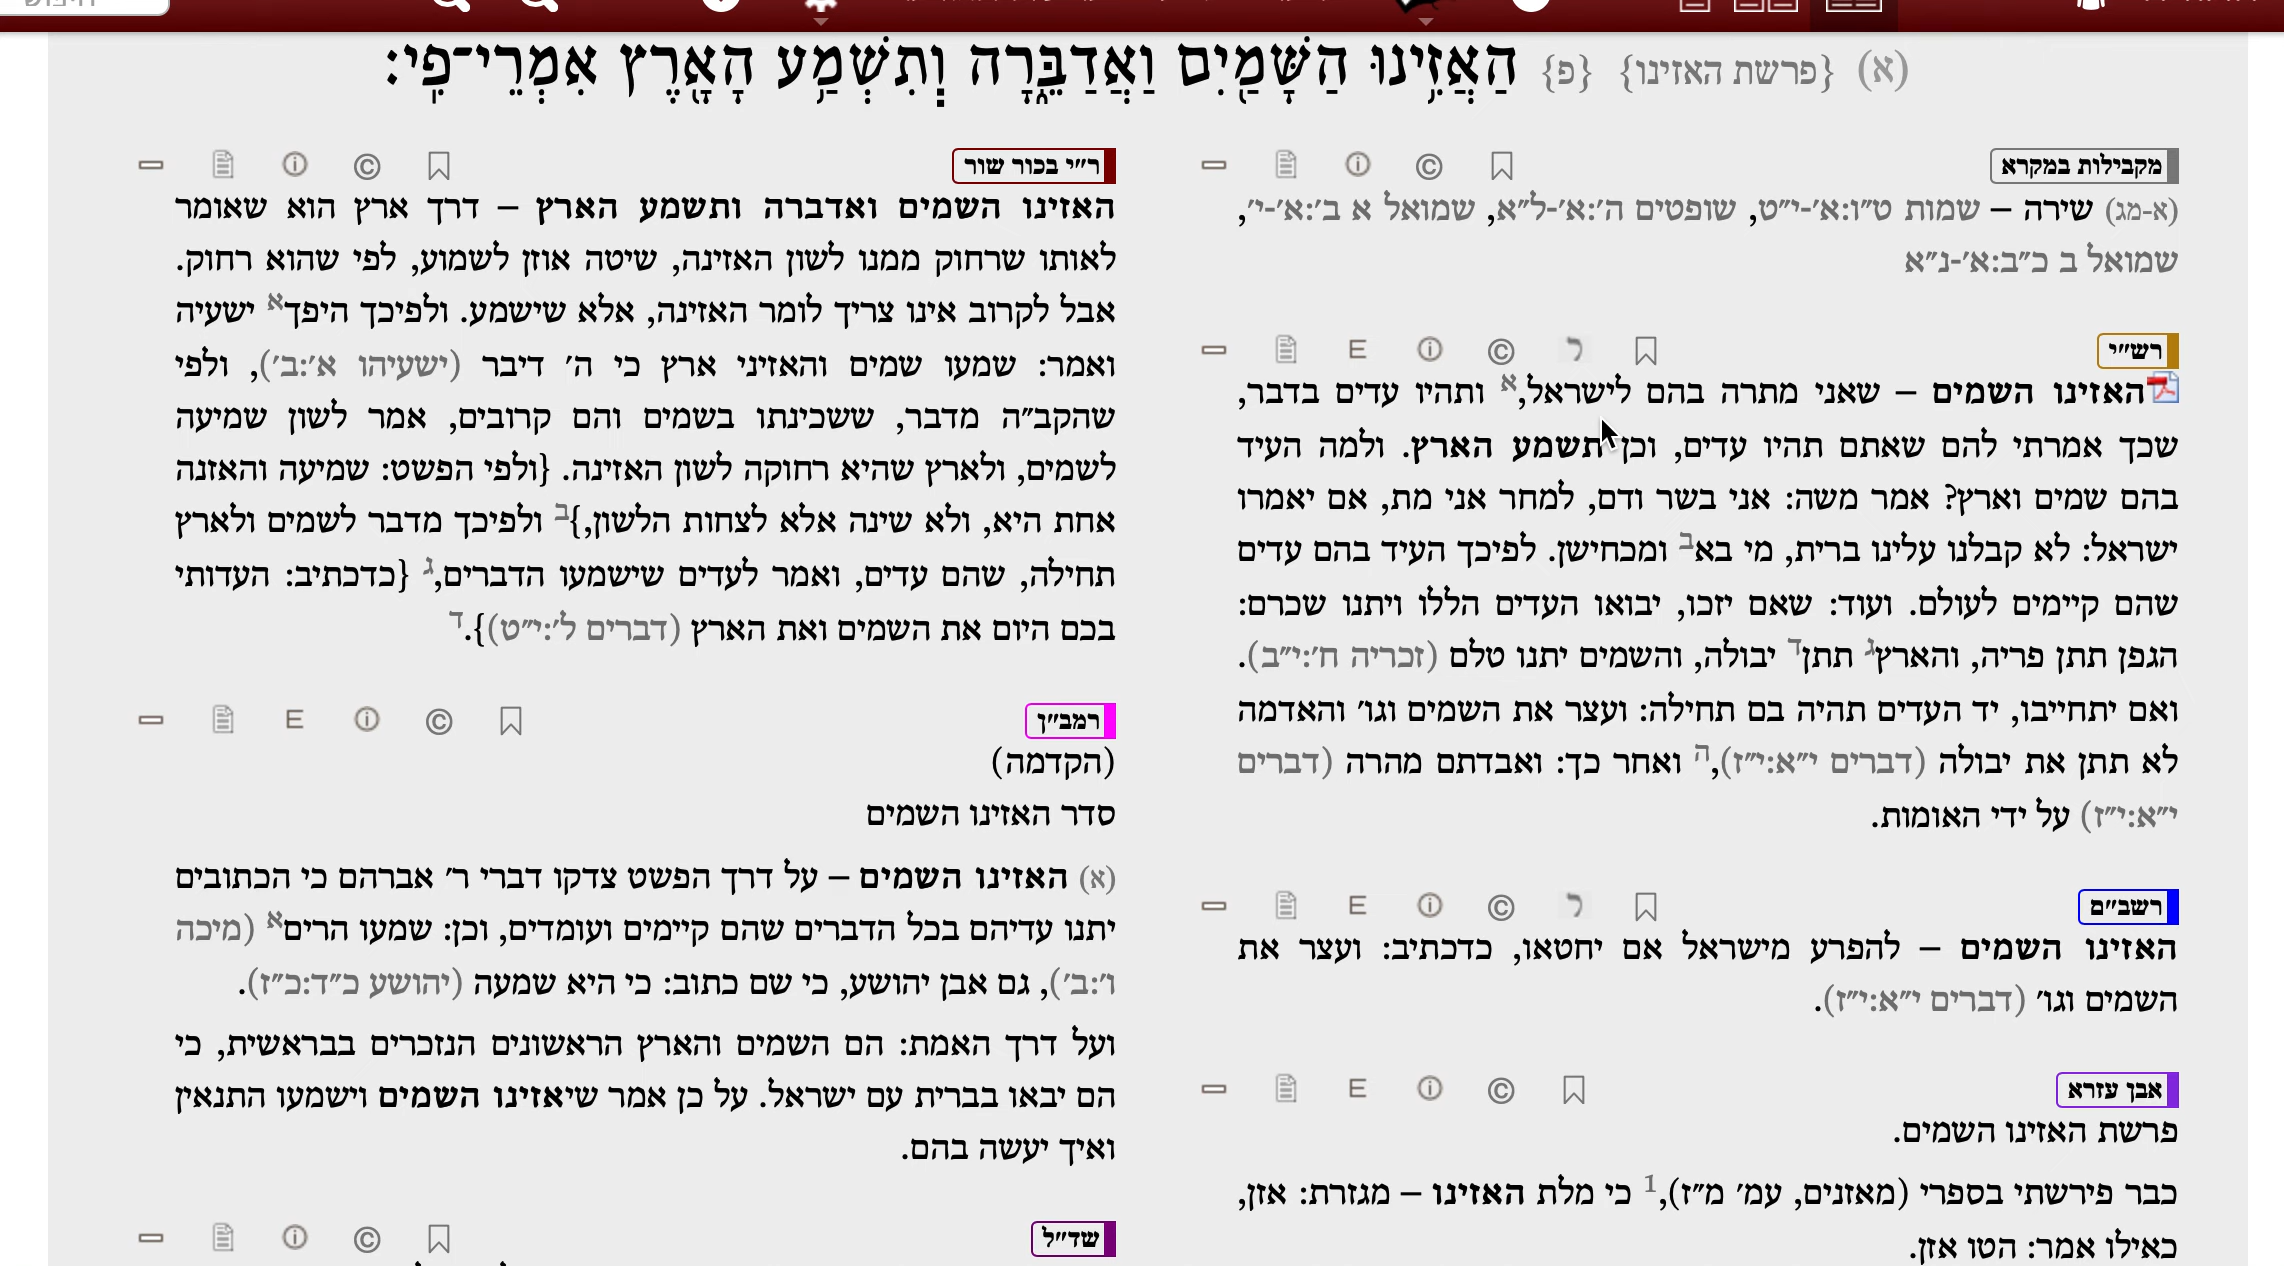 (א) {פרשת האזינו} {פ} הַאֲזִ֥ינוּ הַשָּׁמַ֖יִם וַאֲדַבֵּ֑רָה וְתִשְׁמַ֥ע הָאָ֖רֶץ אִמְרֵי־פִֽי׃
מקבילות במקרא
(א-מג) שירה – שמות ט״ו:א׳-י״ט, שופטים ה׳:א׳-ל״א, שמואל א ב׳:א׳-י׳,
שמואל ב כ״ב:א׳-נ״א
רש״י
האזינו השמים – שאני מתרה בהם לישראל,א ותהיו עדים בדבר,
שכך אמרתי להם שאתם תהיו עדים, וכן תשמע הארץ. ולמה העיד
בהם שמים וארץ? אמר משה: אני בשר ודם, למחר אני מת, אם יאמרו
ישראל: לא קבלנו עלינו ברית, מי באב ומכחישן. לפיכך העיד בהם עדים
שהם קיימים לעולם. ועוד: שאם יזכו, יבואו העדים הללו ויתנו שכרם:
הגפן תתן פריה, והארץג תתןד יבולה, והשמים יתנו טלם (זכריה ח׳:י״ב).
ואם יתחייבו, יד העדים תהיה בם תחילה: ועצר את השמים וגו׳ והאדמה
לא תתן את יבולה (דברים י״א:י״ז),ה ואחר כך: ואבדתם מהרה (דברים
י״א:י״ז) על ידי האומות.
רשב״ם
האזינו השמים – להפרע מישראל אם יחטאו, כדכתיב: ועצר את
השמים וגו׳ (דברים י״א:י״ז).
אבן עזרא
פרשת האזינו השמים.
כבר פירשתי בספרי (מאזנים, עמ׳ מ״ז),1 כי מלת האזינו – מגזרת: אזן,
כאילו אמר: הטו אזן.
ר״י בכור שור
האזינו השמים ואדברה ותשמע הארץ – דרך ארץ הוא שאומר
לאותו שרחוק ממנו לשון האזינה, שיטה אוזן לשמוע, לפי שהוא רחוק.
אבל לקרוב אינו צריך לומר האזינה, אלא שישמע. ולפיכך היפךא ישעיה
ואמר: שמעו שמים והאזיני ארץ כי ה׳ דיבר (ישעיהו א׳:ב׳), ולפי
שהקב״ה מדבר, ששכינתו בשמים והם קרובים, אמר לשון שמיעה
לשמים, ולארץ שהיא רחוקה לשון האזינה. {ולפי הפשט: שמיעה והאזנה
אחת היא, ולא שינה אלא לצחות הלשון,}ב ולפיכך מדבר לשמים ולארץ
תחילה, שהם עדים, ואמר לעדים שישמעו הדברים,ג {כדכתיב: העדותי
בכם היום את השמים ואת הארץ (דברים ל׳:י״ט)}.ד
רמב״ן
(הקדמה)
סדר האזינו השמים
(א) האזינו השמים – על דרך הפשט צדקו דברי ר׳ אברהם כי הכתובים
יתנו עדיהם בכל הדברים שהם קיימים ועומדים, וכן: שמעו הריםא (מיכה
ו׳:ב׳), גם אבן יהושע, כי שם כתוב: כי היא שמעה (יהושע כ״ד:כ״ז).
ועל דרך האמת: הם השמים והארץ הראשונים הנזכרים בבראשית, כי
הם יבאו בברית עם ישראל. על כן אמר שיאזינו השמים וישמעו התנאין
ואיך יעשה בהם.
שד״ל